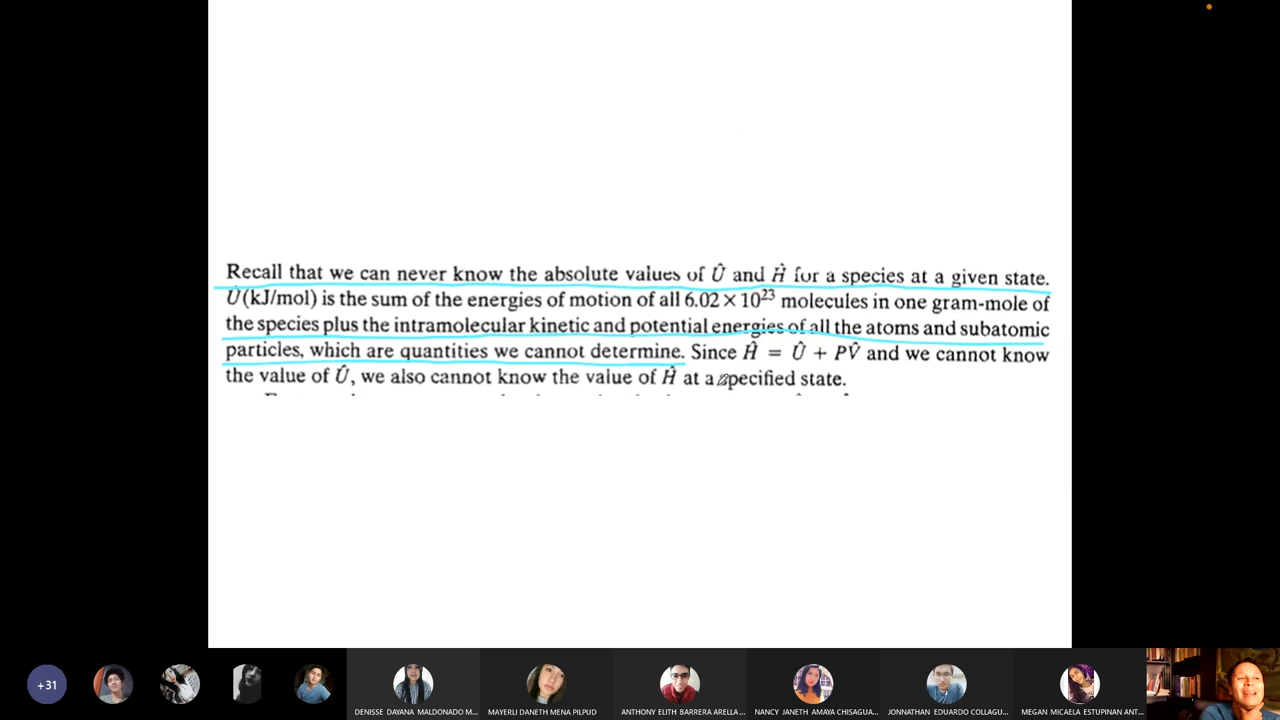 Recall that we can never know the absolute values of Û and Ĥ for a species at a given state.
Û(kJ/mol) is the sum of the energies of motion of all 6.02 × 10²³ molecules in one gram-mole of
the species plus the intramolecular kinetic and potential energies of all the atoms and subatomic
particles, which are quantities we cannot determine. Since Ĥ = Û + PV̂ and we cannot know
the value of Û, we also cannot know the value of Ĥ at a specified state.
+31
DENISSE DAYANA MALDONADO M...
MAYERLI DANETH MENA PILPUD
ANTHONY ELITH BARRERA ARELLA...
NANCY JANETH AMAYA CHISAGUA...
JONNATHAN EDUARDO COLLAGU...
MEGAN MICAELA ESTUPINAN ANT...